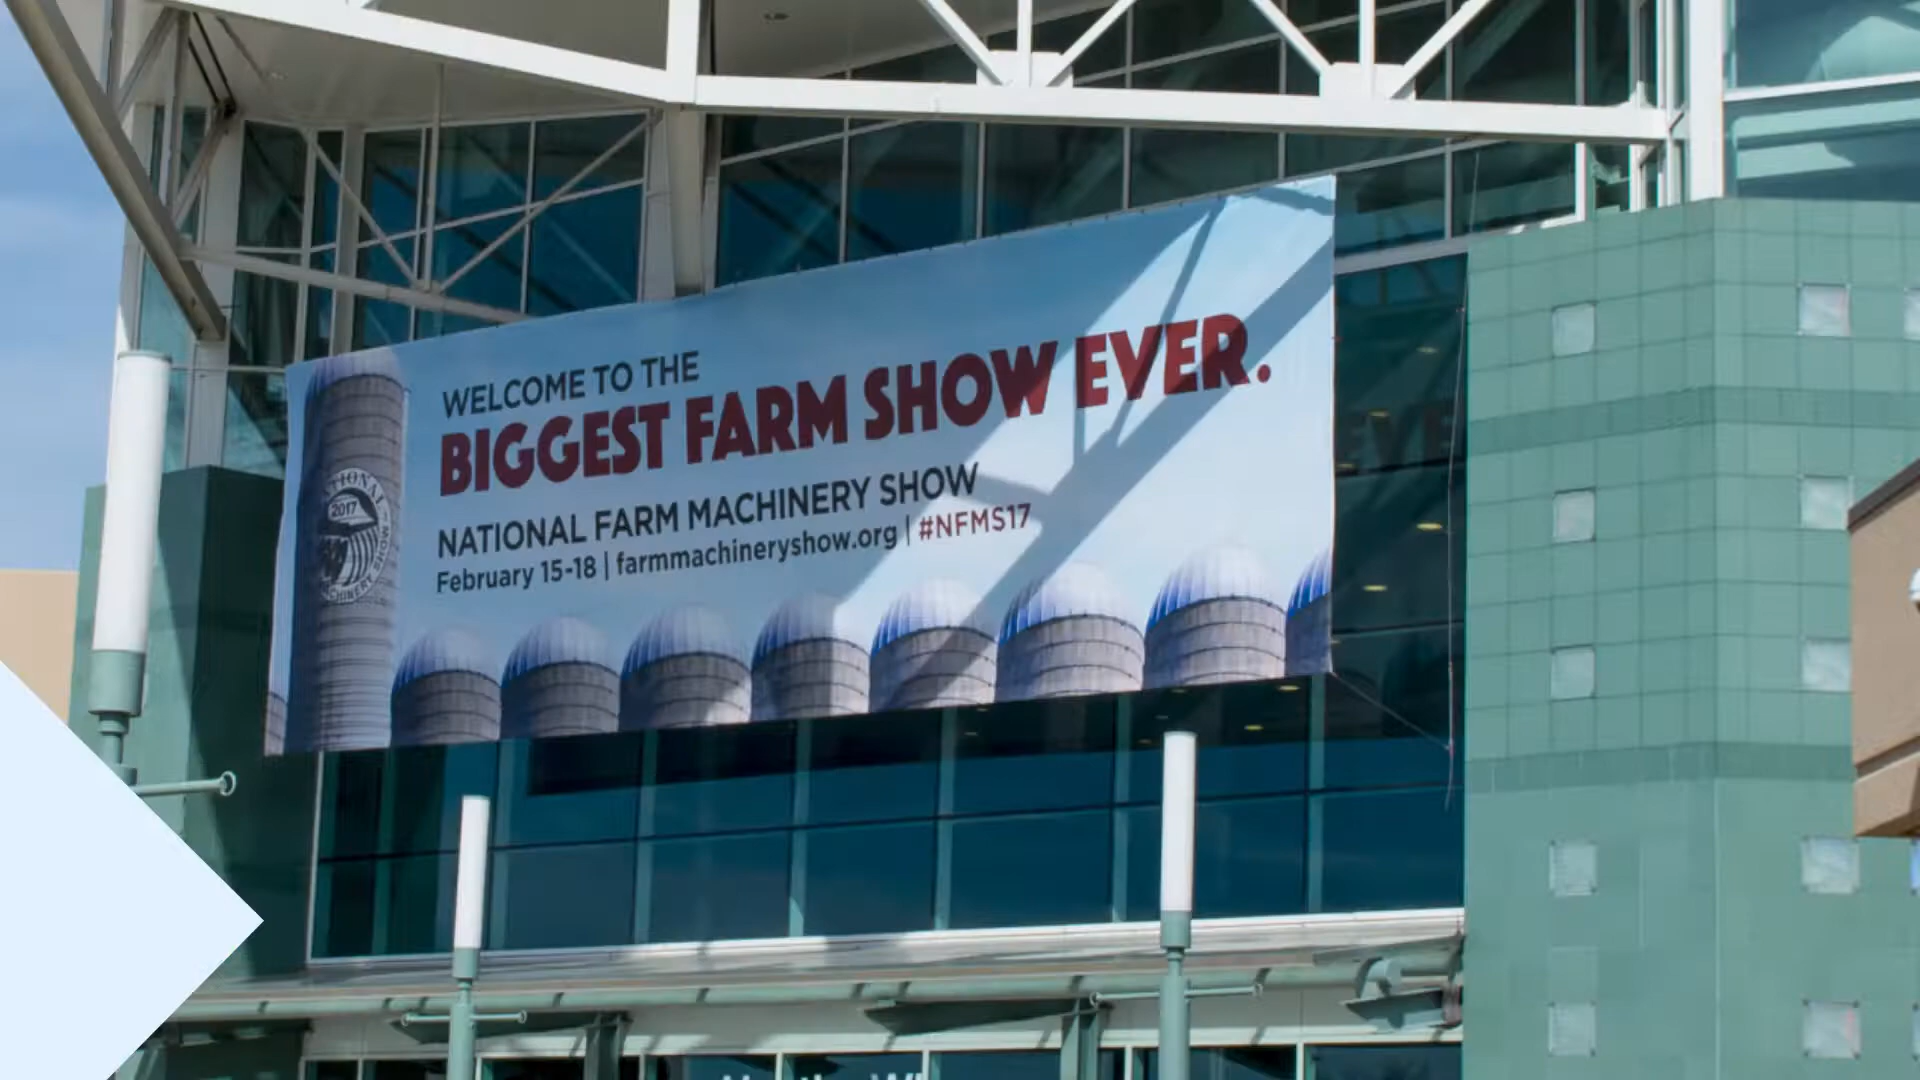 WELCOME TO THE
BIGGEST FARM SHOW EVER.
NATIONAL FARM MACHINERY SHOW
February 15-18 | farmmachineryshow.org | #NFMS17
2017